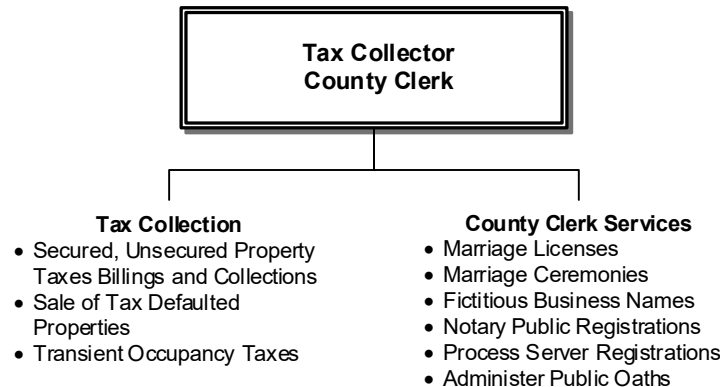 Tax Collector
County Clerk
Tax Collection
• Secured, Unsecured Property
Taxes Billings and Collections
• Sale of Tax Defaulted
Properties
• Transient Occupancy Taxes
County Clerk Services
• Marriage Licenses
• Marriage Ceremonies
• Fictitious Business Names
• Notary Public Registrations
• Process Server Registrations
• Administer Public Oaths